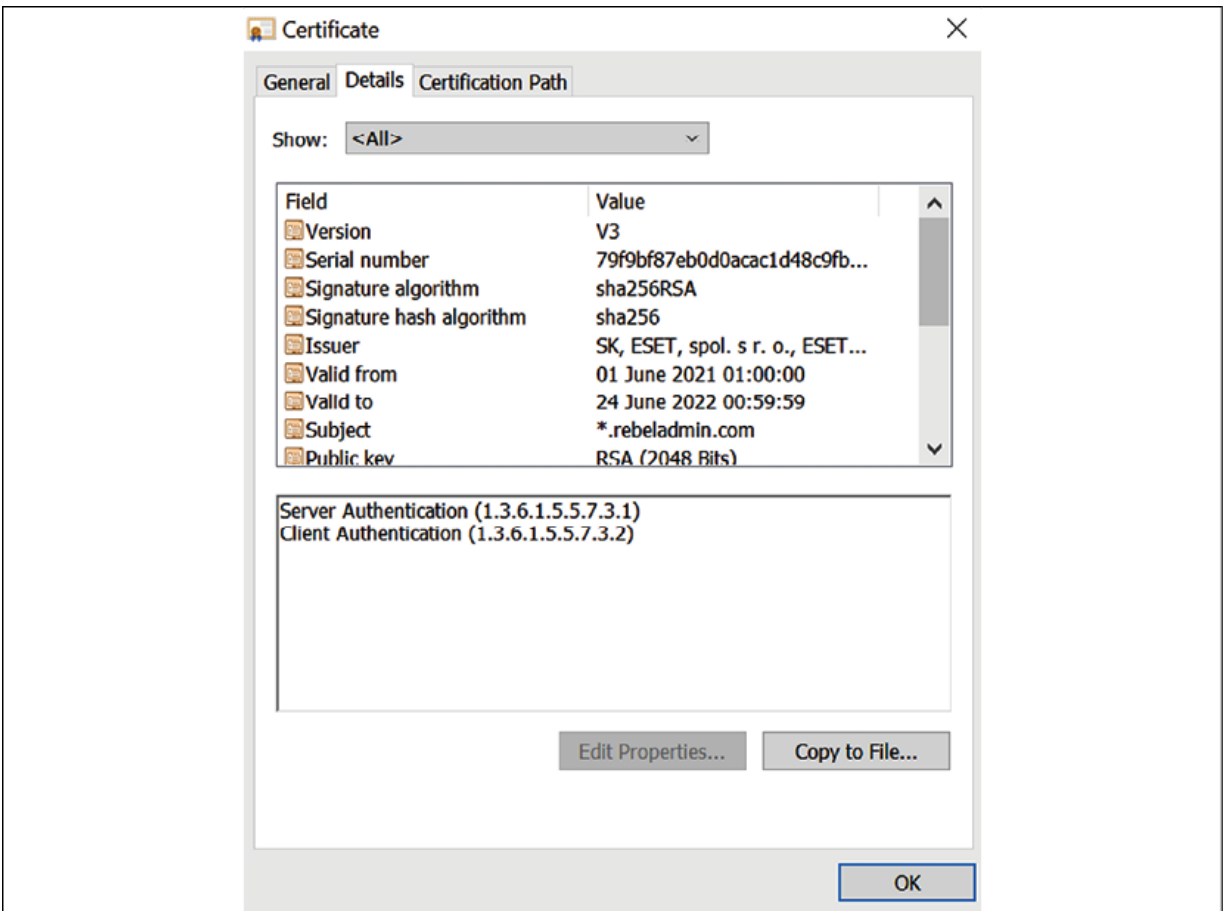 Certificate
General Details Certification Path
Show: <All>
Field Value
Version V3
Serial number 79f9bf87eb0d0acac1d48c9fb...
Signature algorithm sha256RSA
Signature hash algorithm sha256
Issuer SK, ESET, spol. s r. o., ESET...
Valid from 01 June 2021 01:00:00
Valid to 24 June 2022 00:59:59
Subject *.rebeladmin.com
Public key RSA (2048 Bits)
Server Authentication (1.3.6.1.5.5.7.3.1)
Client Authentication (1.3.6.1.5.5.7.3.2)
Edit Properties... Copy to File...
OK